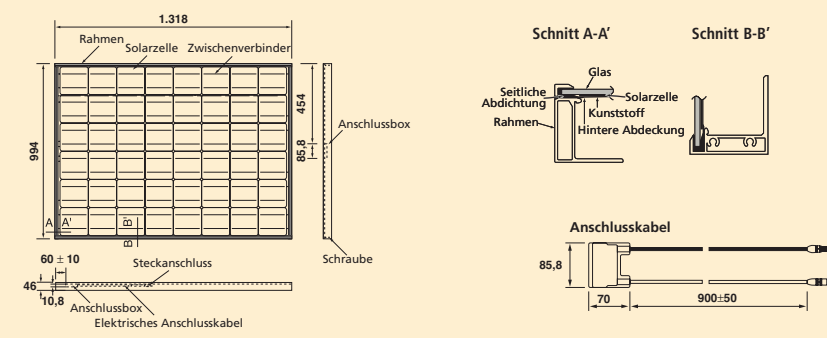 1.318
Rahmen
Solarzelle
Zwischenverbinder
454
85,8
994
Anschlussbox
A A'
B B'
Schraube
60 ± 10
Steckanschluss
46
10,8
Anschlussbox
Elektrisches Anschlusskabel
Schnitt A-A'
Glas
Seitliche
Abdichtung
Solarzelle
Kunststoff
Rahmen
Hintere Abdeckung
Schnitt B-B'
Anschlusskabel
85,8
70
900±50